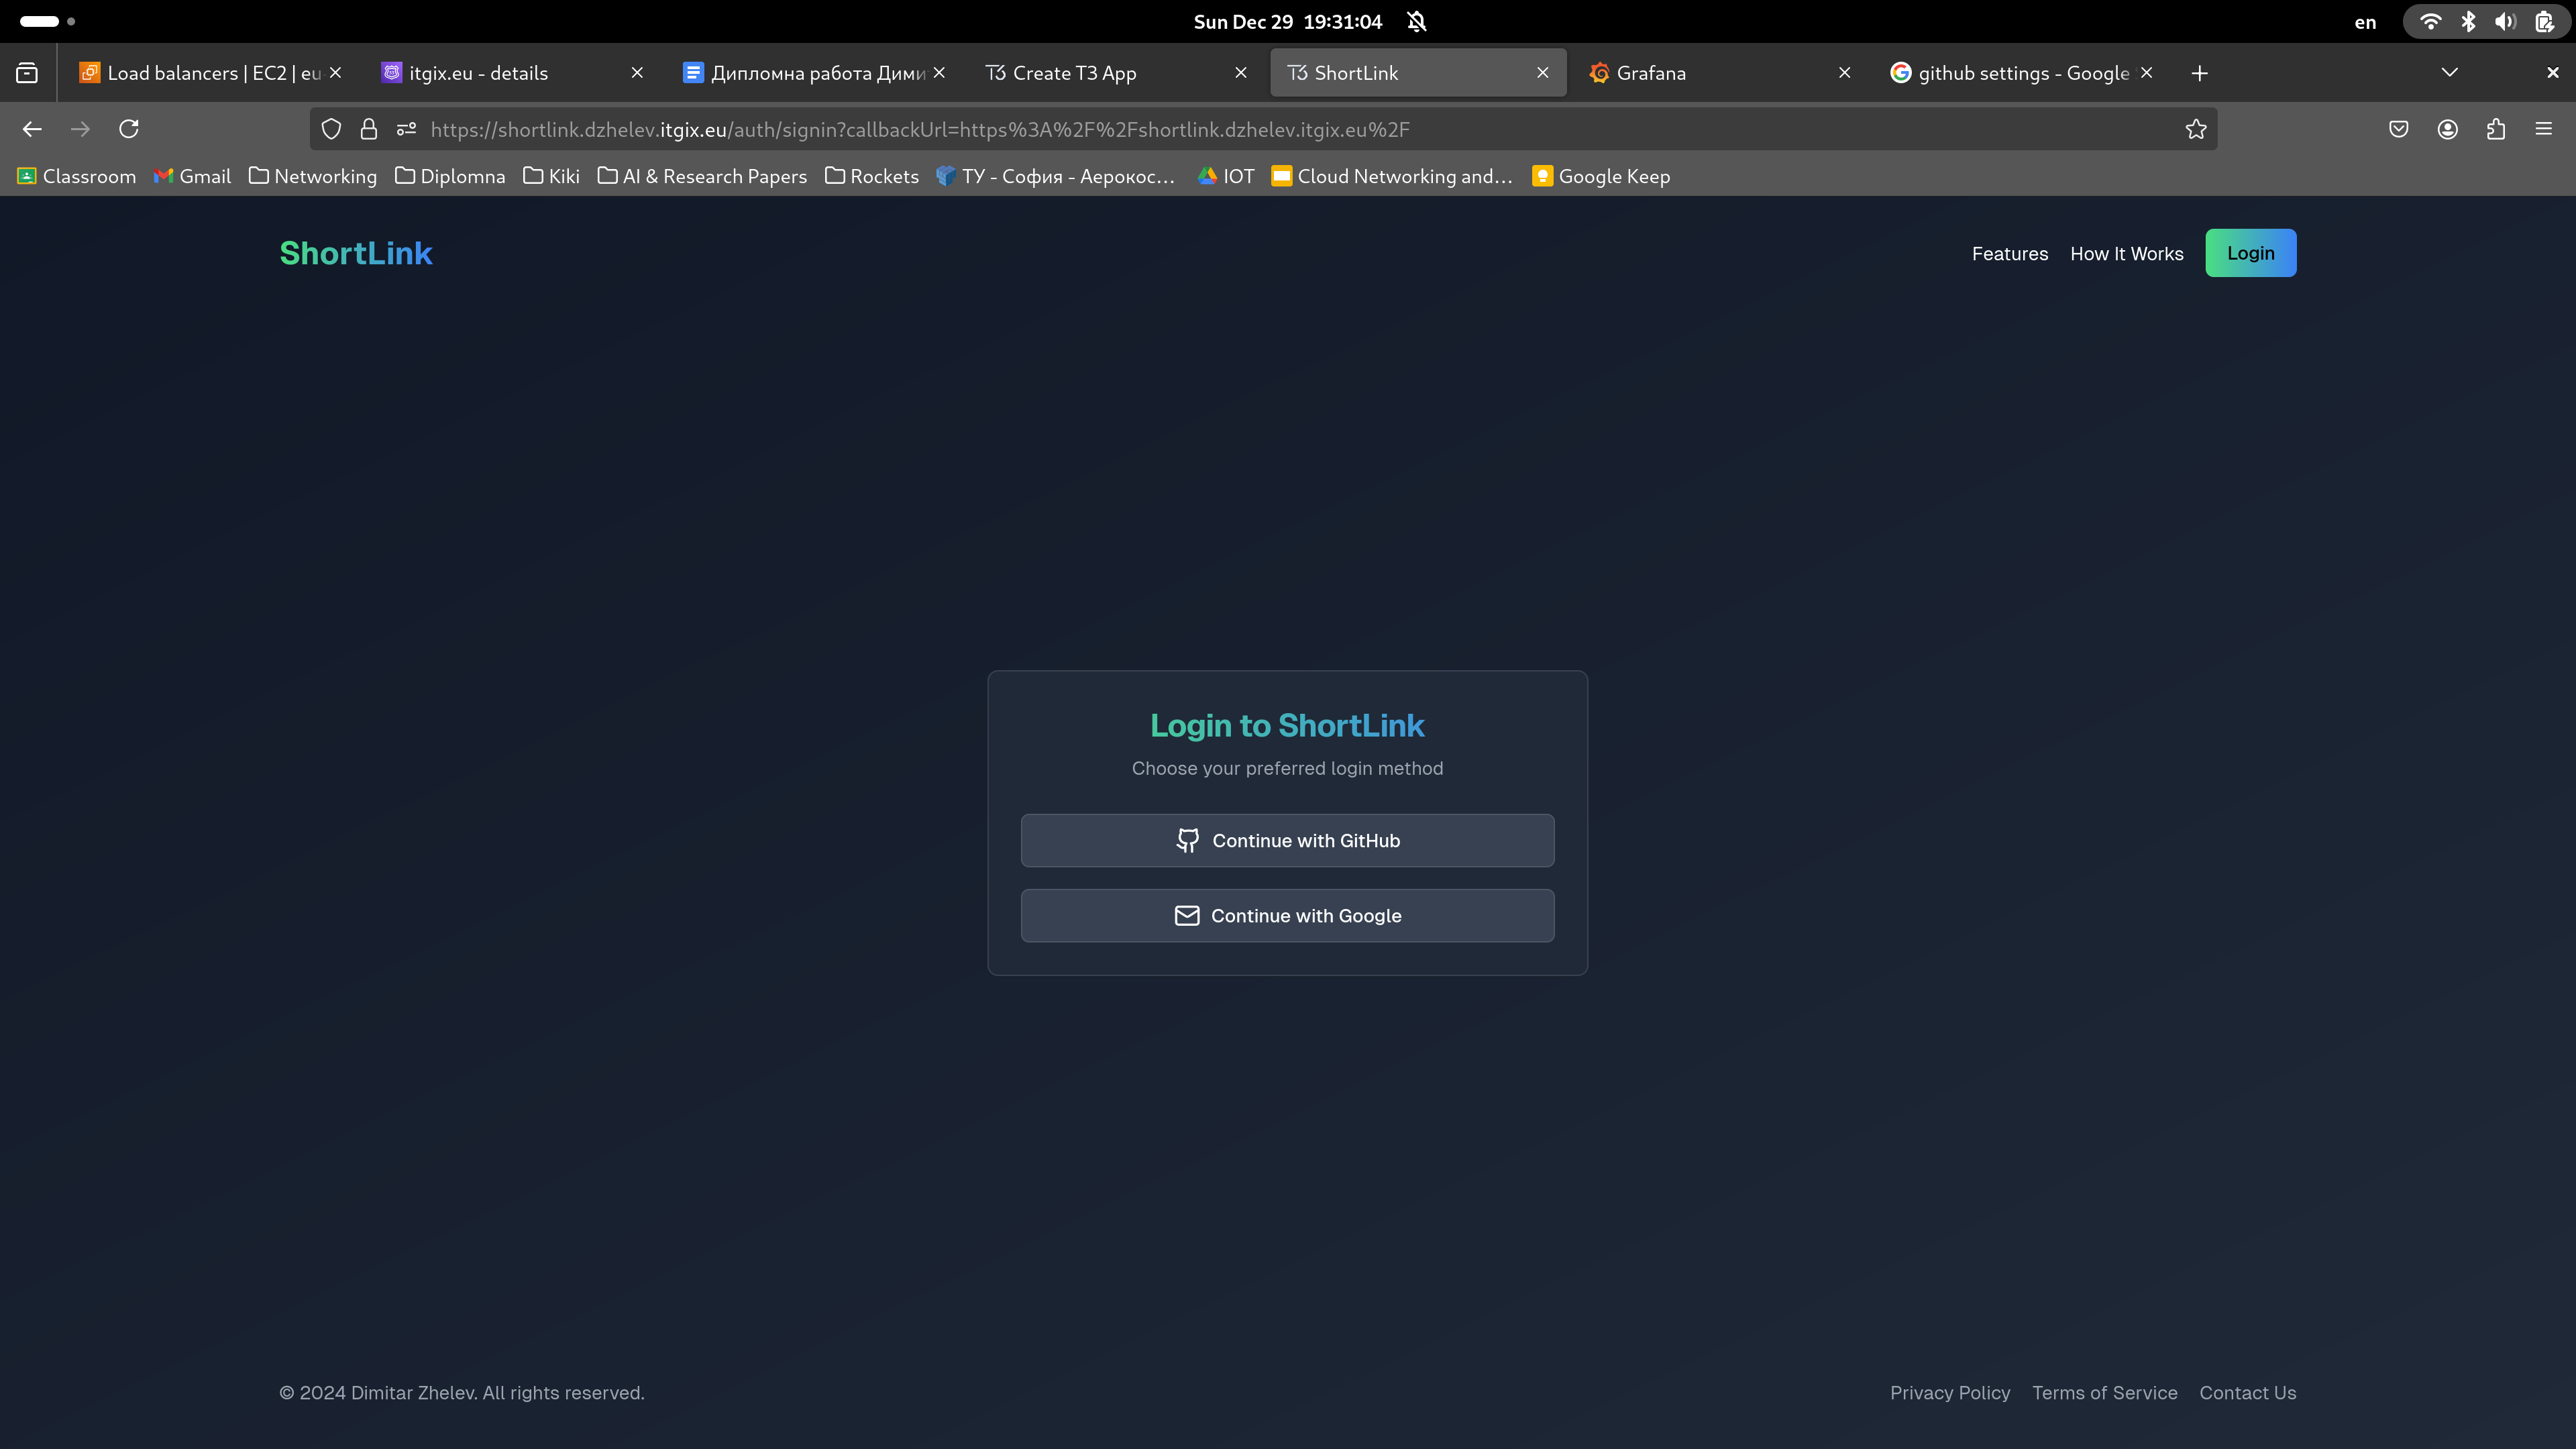 Sun Dec 29 19:31:04
en
Load balancers | EC2 | eu
itgix.eu - details
Дипломна работа Дими
Create T3 App
ShortLink
Grafana
github settings - Google
https://shortlink.dzhelev.itgix.eu/auth/signin?callbackUrl=https%3A%2F%2Fshortlink.dzhelev.itgix.eu%2F
Classroom
Gmail
Networking
Diplomna
Kiki
AI & Research Papers
Rockets
ТУ - София - Аерокос...
IOT
Cloud Networking and...
Google Keep
ShortLink
Features
How It Works
Login
Login to ShortLink
Choose your preferred login method
Continue with GitHub
Continue with Google
© 2024 Dimitar Zhelev. All rights reserved.
Privacy Policy
Terms of Service
Contact Us